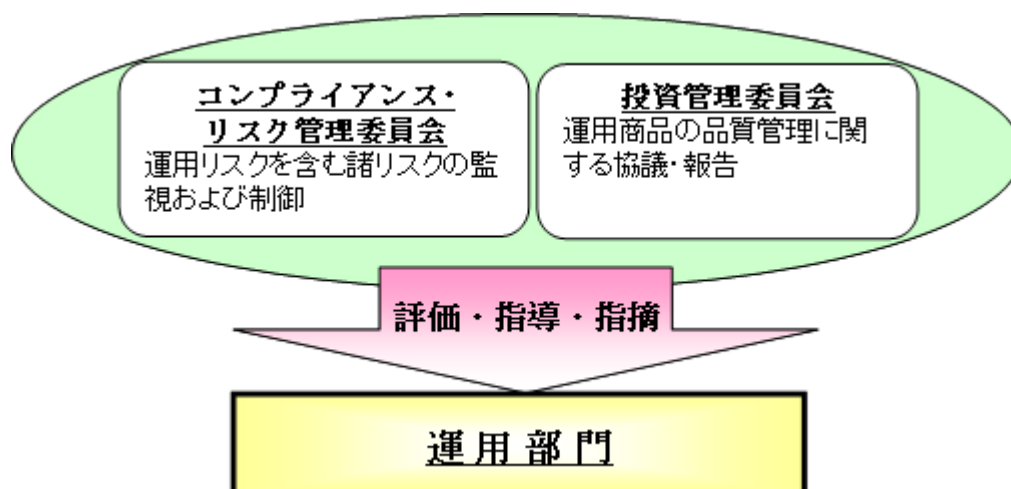 コンプライアンス・
リスク管理委員会
運用リスクを含む諸リスクの監
視および制御
投資管理委員会
運用商品の品質管理に関
する協議・報告
評価・指導・指摘
運用部門